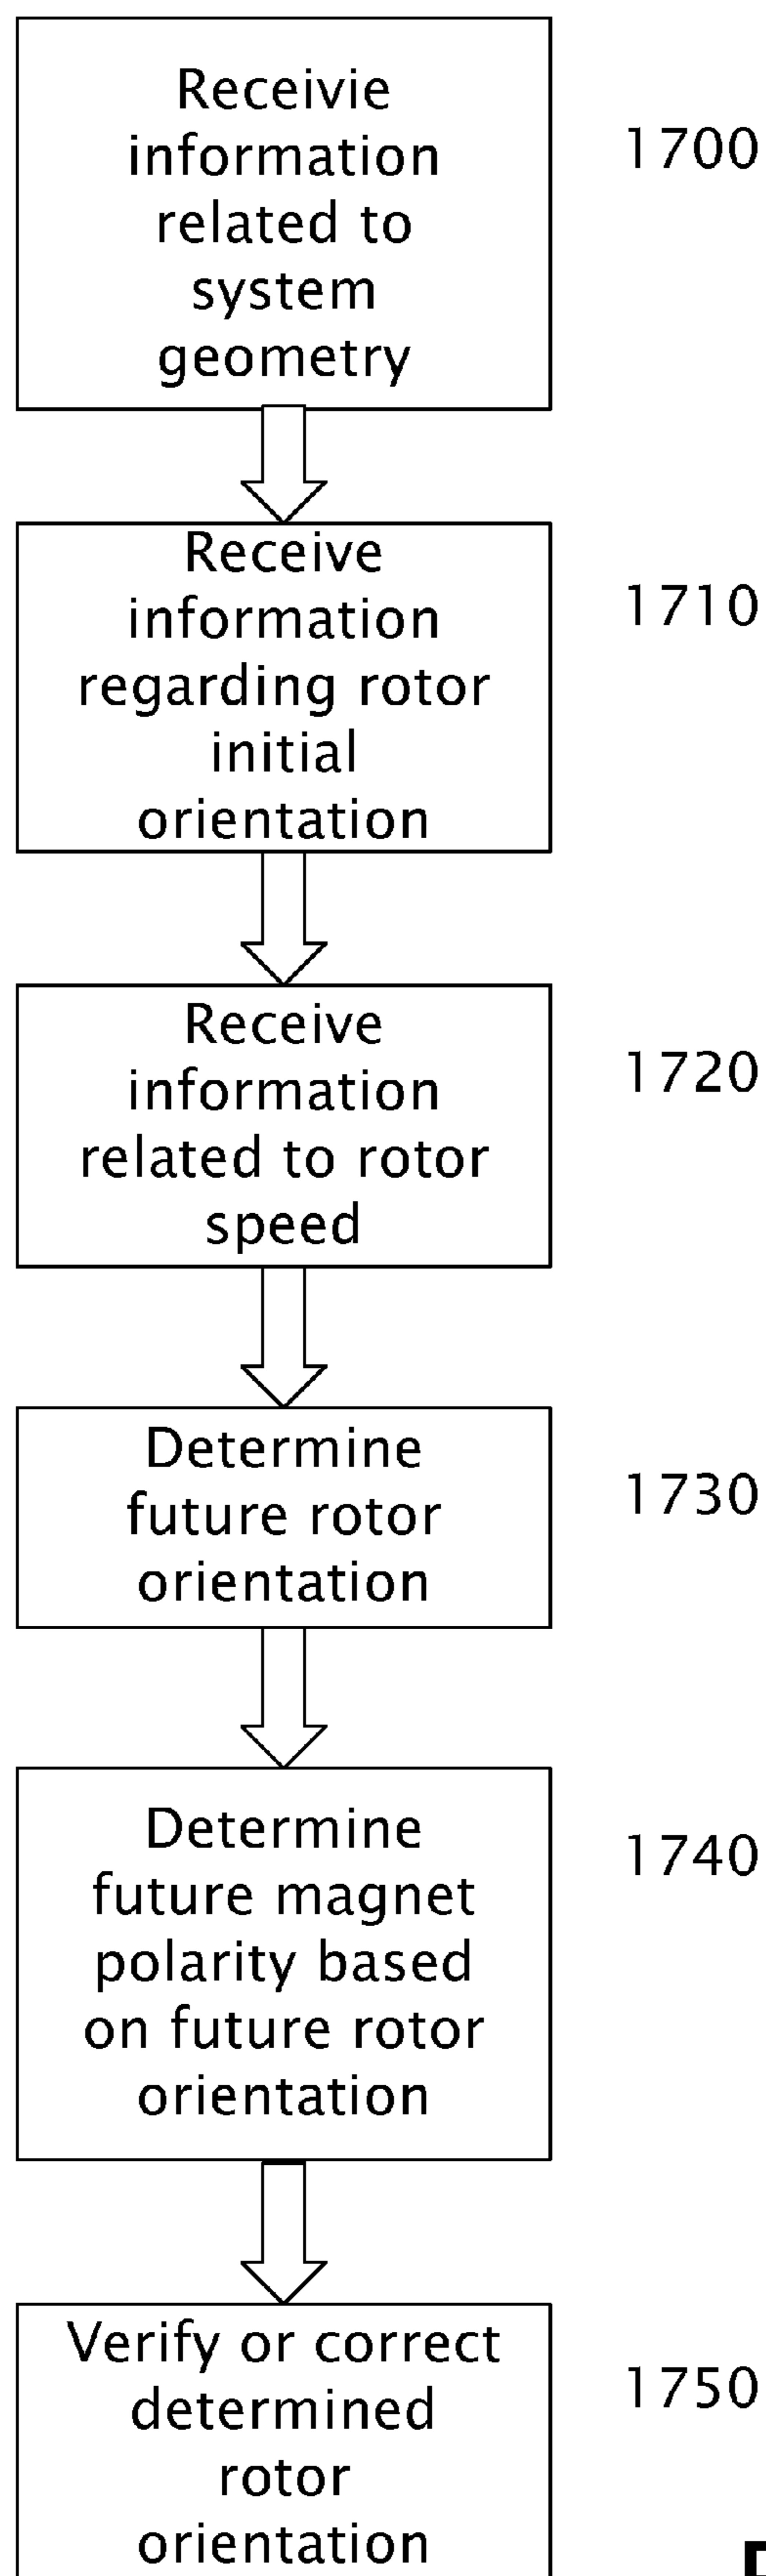 Receivie
information
related to
system
geometry
1700
Receive
information
regarding rotor
initial
orientation
1710
Receive
information
related to rotor
speed
1720
Determine
future rotor
orientation
1730
Determine
future magnet
polarity based
on future rotor
orientation
1740
Verify or correct
determined
rotor
orientation
1750